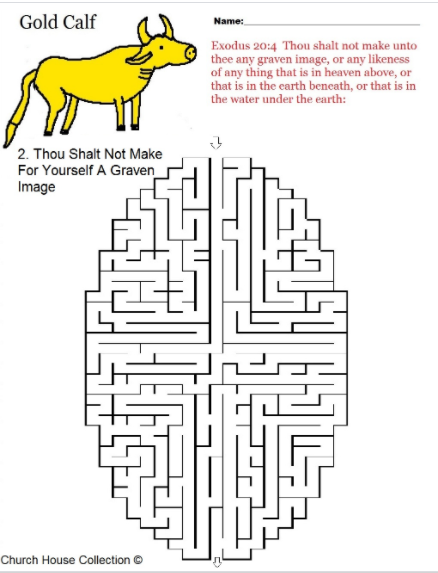 Gold Calf
Name:
Exodus 20:4 Thou shalt not make unto
thee any graven image, or any likeness
of any thing that is in heaven above, or
that is in the earth beneath, or that is in
the water under the earth:
2. Thou Shalt Not Make
For Yourself A Graven
Image
Church House Collection ©